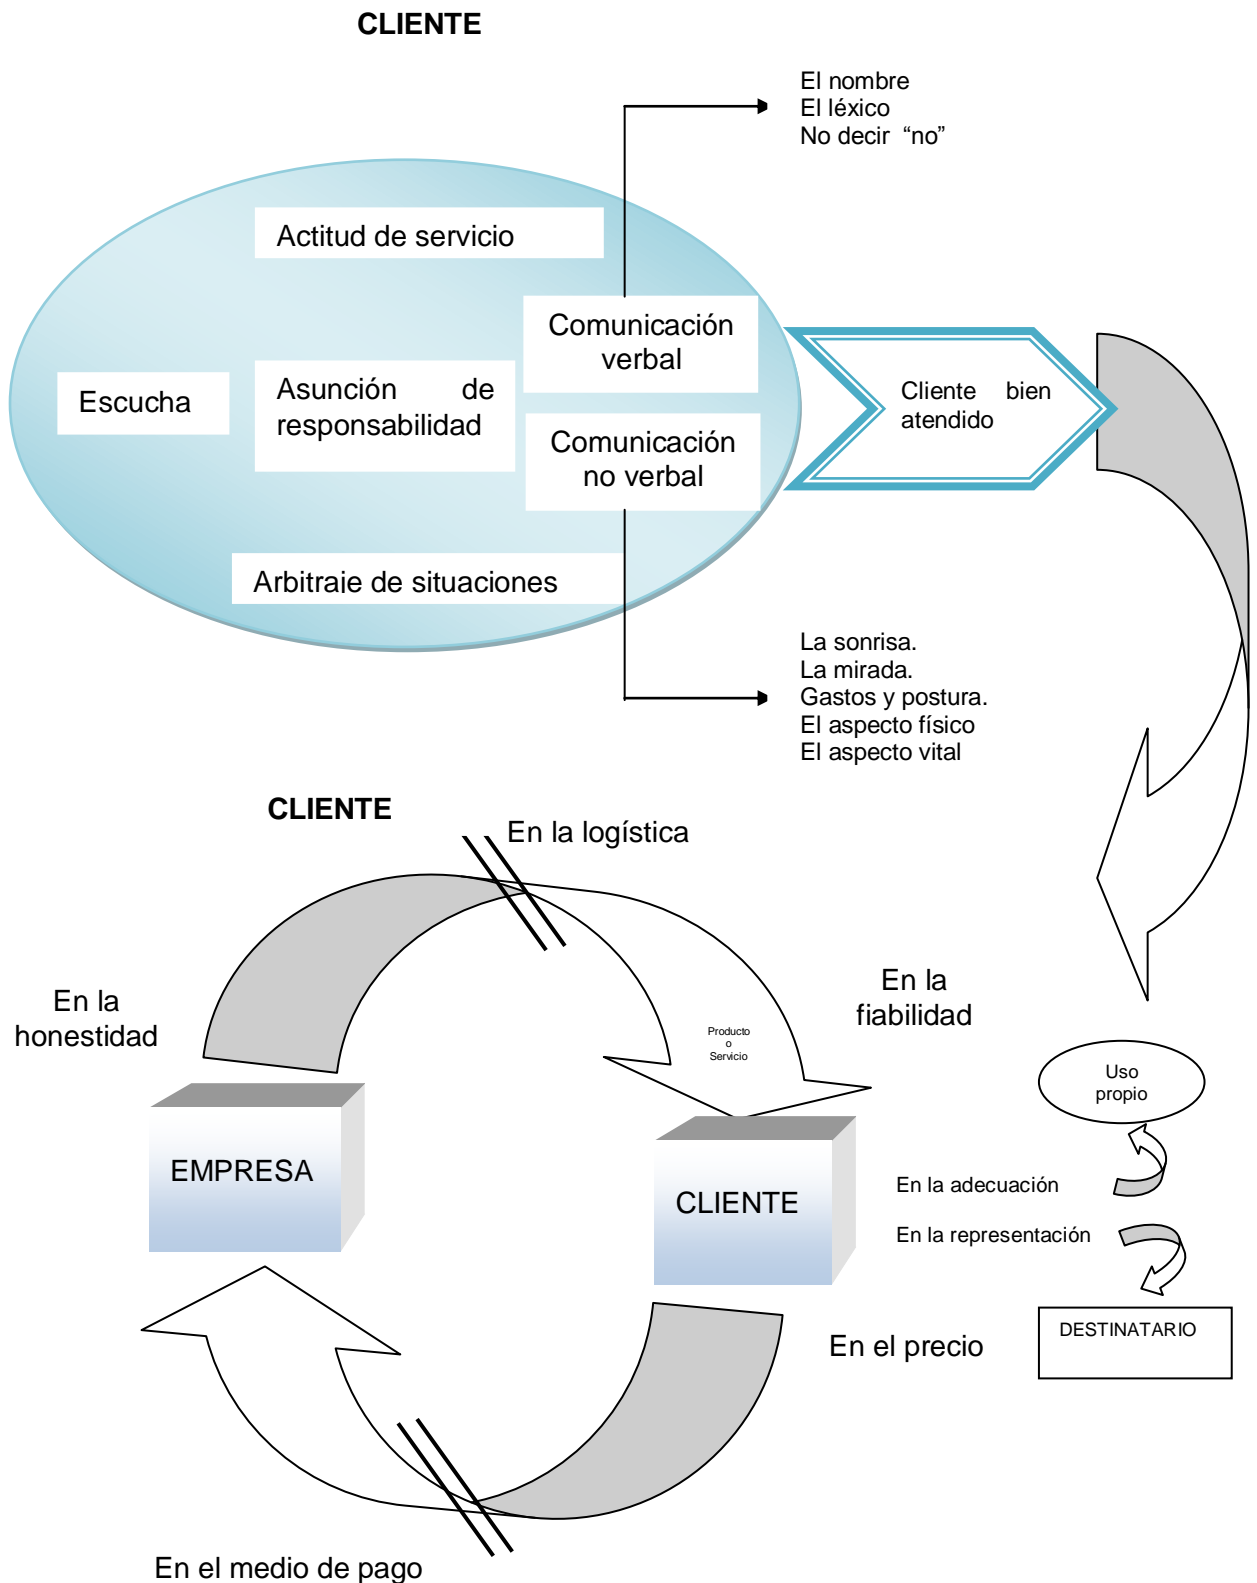 CLIENTE
El nombre
El léxico
No decir “no”
Actitud de servicio
Comunicación
verbal
Escucha
Asunción de
responsabilidad
Cliente bien
atendido
Comunicación
no verbal
Arbitraie de situaciones
La sonrisa.
La mirada.
Gastos y postura.
El aspecto físico
El aspecto vital
CLIENTE
En la logística
En la
honestidad
En la
fiabilidad
Producto
o
Servicio
Uso
propio
EMPRESA
CLIENTE
En la adecuación
En la representación
DESTINATARIO
En el precio
En el medio de pago